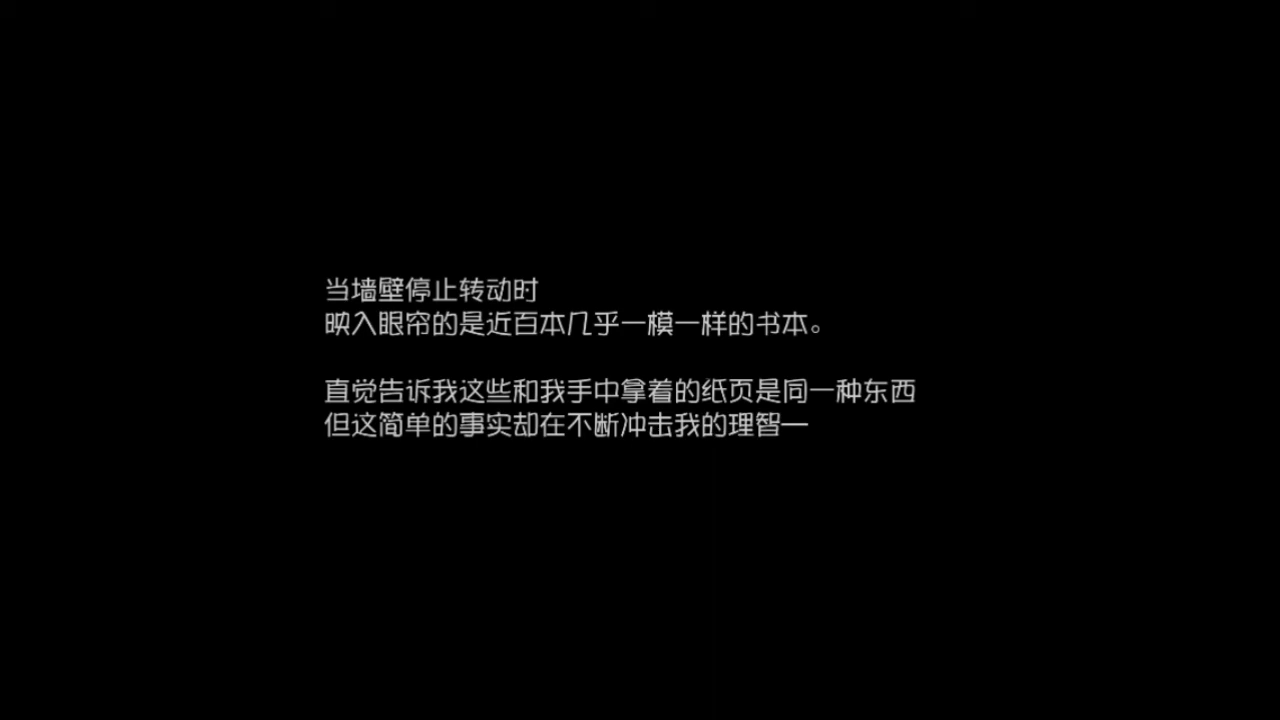 当墙壁停止转动时
映入眼帘的是近百本几乎一模一样的书本。
直觉告诉我这些和我手中拿着的纸页是同一种东西
但这简单的事实却在不断冲击我的理智—